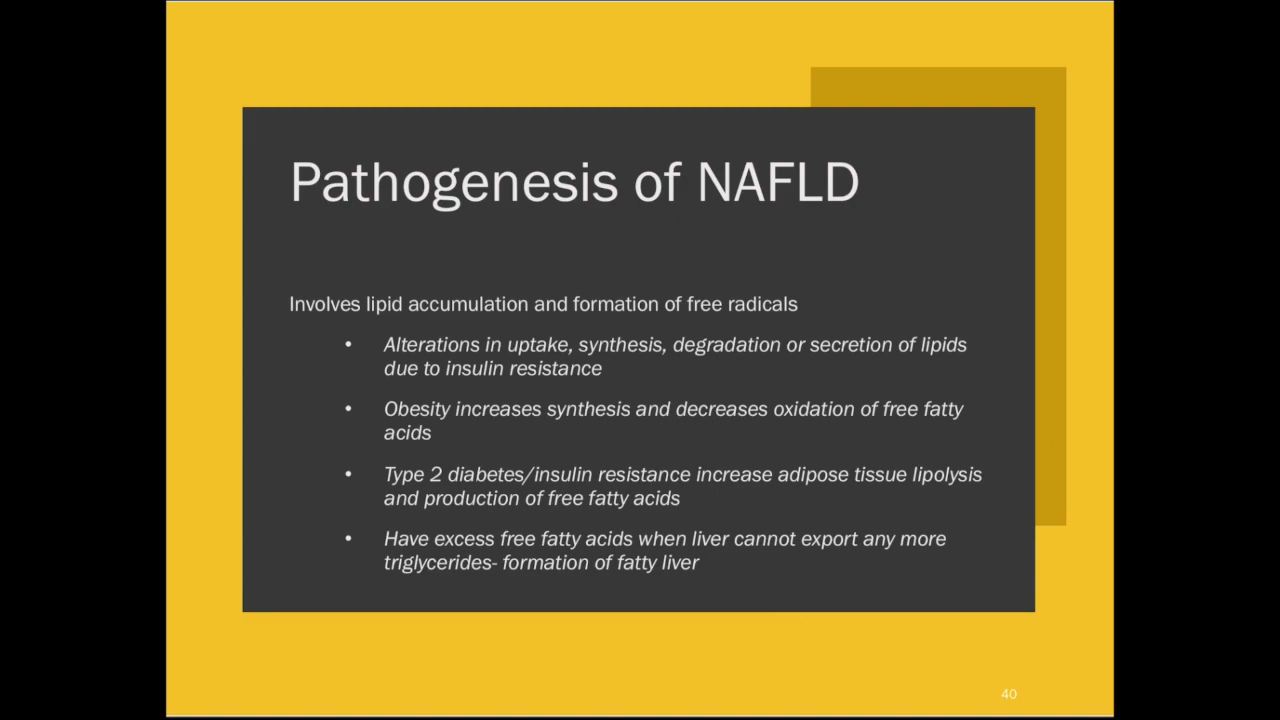 Pathogenesis of NAFLD
Involves lipid accumulation and formation of free radicals
• Alterations in uptake, synthesis, degradation or secretion of lipids
due to insulin resistance
• Obesity increases synthesis and decreases oxidation of free fatty
acids
• Type 2 diabetes/insulin resistance increase adipose tissue lipolysis
and production of free fatty acids
• Have excess free fatty acids when liver cannot export any more
triglycerides- formation of fatty liver
40